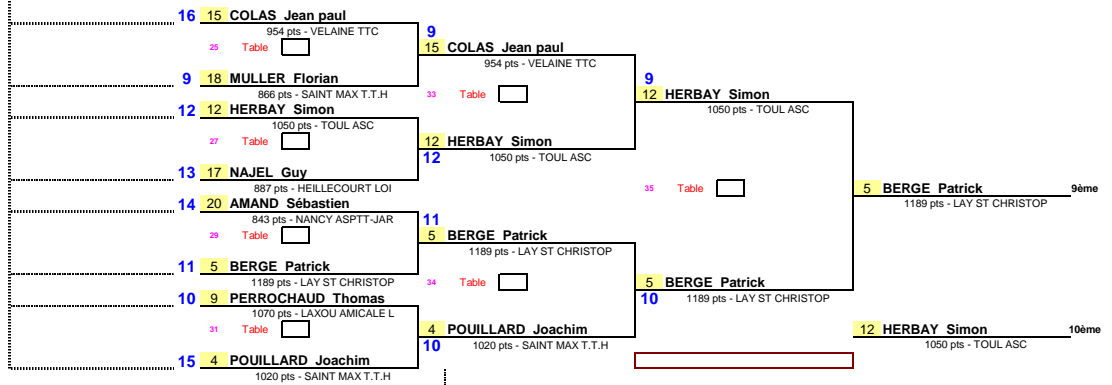 16 15 COLAS Jean paul
954 pts - VELAINE TTC
25 Table
9 18 MULLER Florian
866 pts - SAINT MAX T.T.H
12 12 HERBAY Simon
1050 pts - TOUL ASC
27 Table
13 17 NAJEL Guy
887 pts - HEILLECOURT LOI
14 20 AMAND Sébastien
843 pts - NANCY ASPTT-JAR
29 Table
11 5 BERGE Patrick
1189 pts - LAY ST CHRISTOP
10 9 PERROCHAUD Thomas
1070 pts - LAXOU AMICALE L
31 Table
15 4 POUILLARD Joachim
1020 pts - SAINT MAX T.T.H
9
15 COLAS Jean paul
954 pts - VELAINE TTC
33 Table
12 HERBAY Simon
12
1050 pts - TOUL ASC
11
5 BERGE Patrick
1189 pts - LAY ST CHRISTOP
34 Table
4 POUILLARD Joachim
10
1020 pts - SAINT MAX T.T.H
9
12 HERBAY Simon
1050 pts - TOUL ASC
35 Table
5 BERGE Patrick
10
1189 pts - LAY ST CHRISTOP
5 BERGE Patrick 9ème
1189 pts - LAY ST CHRISTOP
12 HERBAY Simon 10ème
1050 pts - TOUL ASC